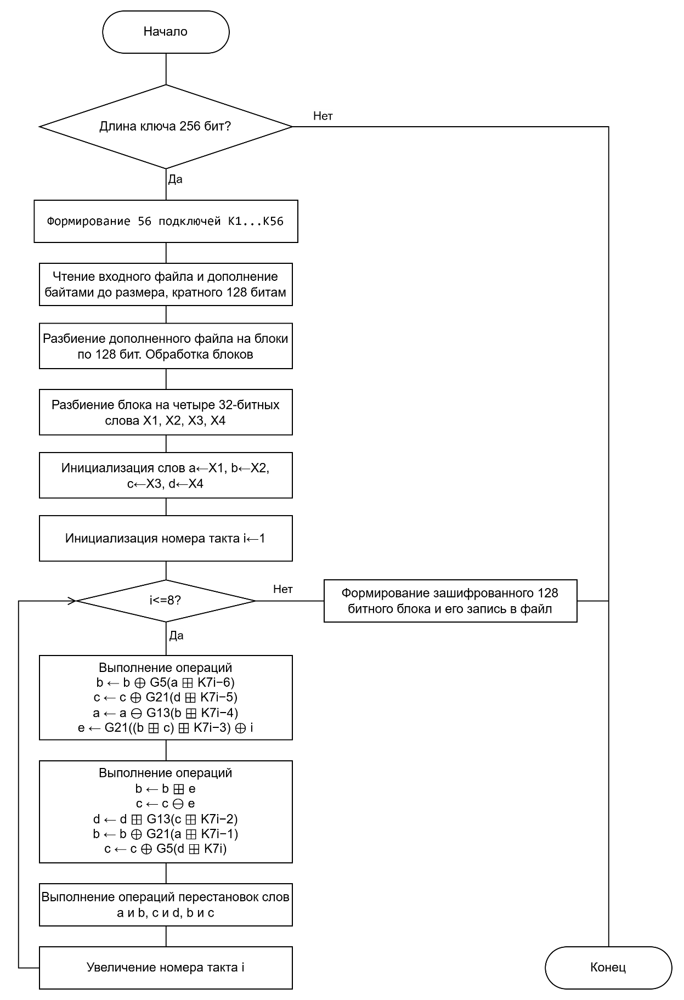 Начало
Длина ключа 256 бит?
Нет
Да
Формирование 56 подключей K1...K56
Чтение входного файла и дополнение
байтами до размера, кратного 128 битам
Разбиение дополненного файла на блоки
по 128 бит. Обработка блоков
Разбиение блока на четыре 32-битных
слова X1, X2, X3, X4
Инициализация слов a←X1, b←X2,
c←X3, d←X4
Инициализация номера такта i←1
i<=8?
Нет
Формирование зашифрованного 128
битного блока и его запись в файл
Да
Выполнение операций
b ← b ⊕ G5(a ⊞ K7i−6)
c ← c ⊕ G21(d ⊞ K7i−5)
a ← a ⊖ G13(b ⊞ K7i−4)
e ← G21((b ⊞ c) ⊞ K7i−3) ⊕ i
Выполнение операций
b ← b ⊞ e
c ← c ⊖ e
d ← d ⊞ G13(c ⊞ K7i−2)
b ← b ⊕ G21(a ⊞ K7i−1)
c ← c ⊕ G5(d ⊞ K7i)
Выполнение операций перестановок слов
a и b, c и d, b и c
Увеличение номера такта i
Конец